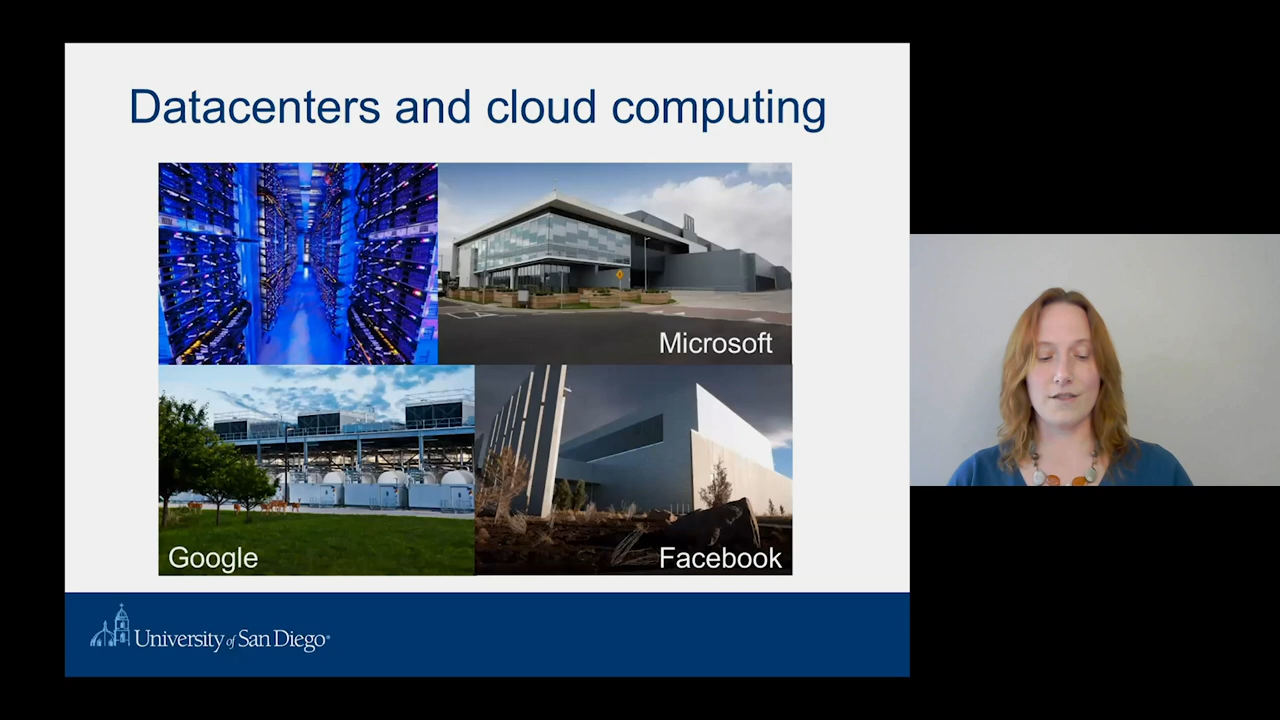 Datacenters and cloud computing
Microsoft
Google
Facebook
University of San Diego®